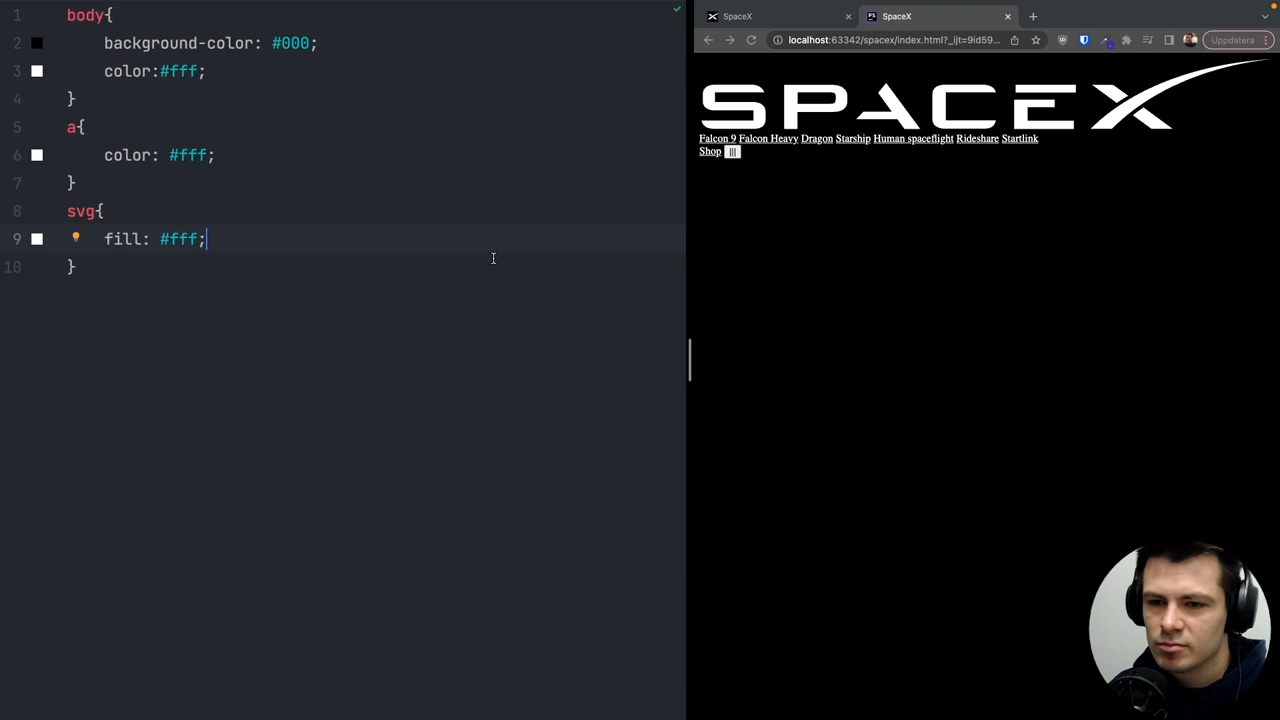 1 body{
2 background-color: #000;
3 color:#fff;
4 }
5 a{
6 color: #fff;
7 }
8 svg{
9 fill: #fff;
10 }
SpaceX
PS SpaceX
localhost:63342/spacex/index.html?_ijt=9id59...
Uppdatera
SPACEX
Falcon 9 Falcon Heavy Dragon Starship Human spaceflight Rideshare Startlink
Shop |||